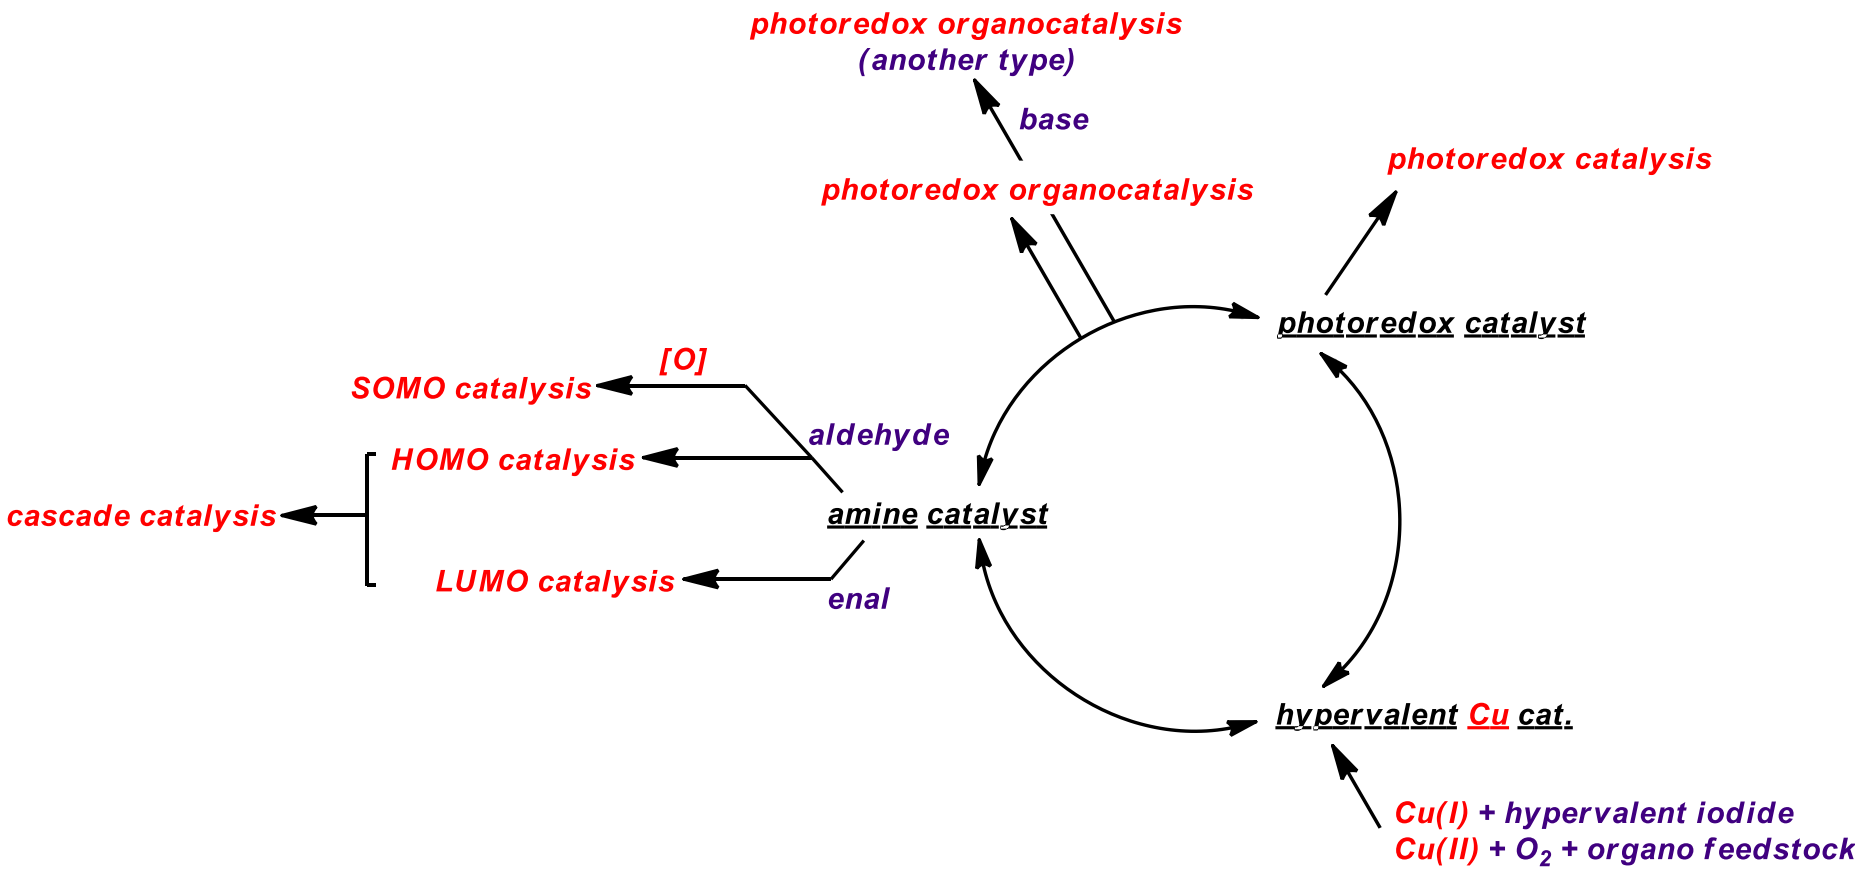 photoredox organocatalysis
(another type)
base
photoredox catalysis
photoredox organocatalysis
photoredox catalyst
[O]
SOMO catalysis
aldehyde
HOMO catalysis
cascade catalysis
amine catalyst
LUMO catalysis
enal
hypervalent Cu cat.
Cu(I) + hypervalent iodide
Cu(II) + O2 + organo feedstock